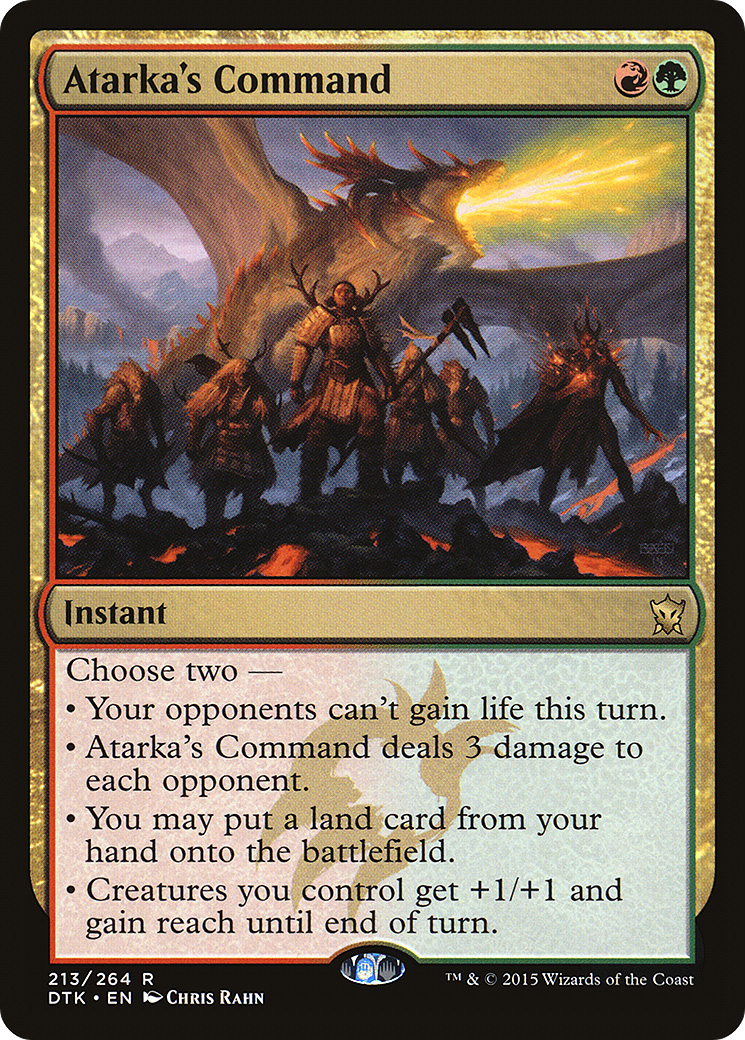 Atarka's Command
Instant
Choose two —
• Your opponents can't gain life this turn.
• Atarka's Command deals 3 damage to
each opponent.
• You may put a land card from your
hand onto the battlefield.
• Creatures you control get +1/+1 and
gain reach until end of turn.
213/264 R
DTK • EN Chris Rahn
™ & © 2015 Wizards of the Coast